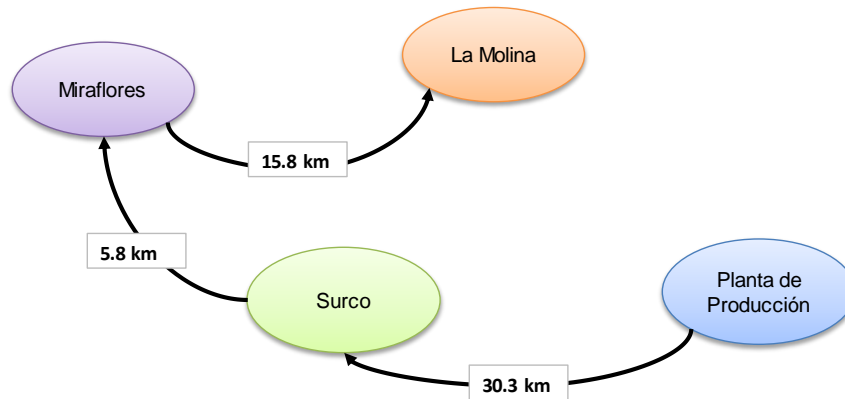 La Molina
Miraflores
15.8 km
5.8 km
Surco
Planta de
Producción
30.3 km